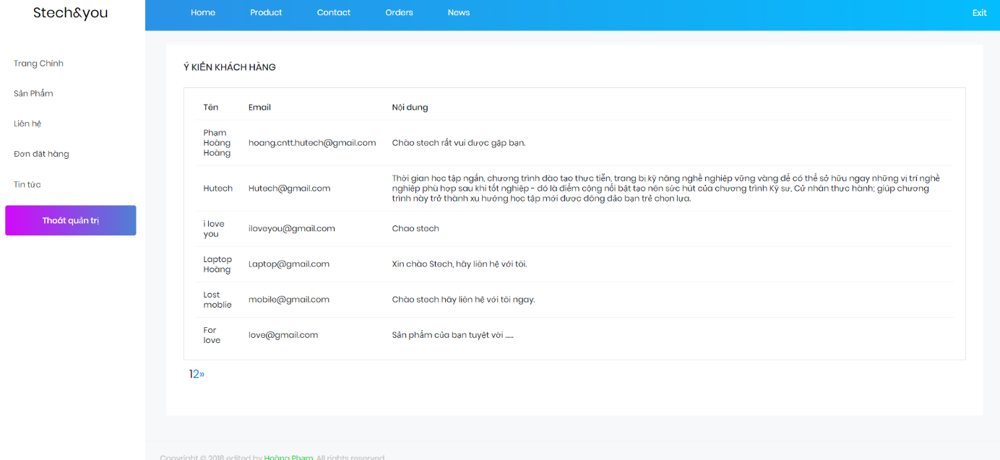 Stech&you
Home Product Contact Orders News Exit
Trang Chính
Sản Phẩm
Liên hệ
Đơn đặt hàng
Tin tức
Thoát quản trị
Ý KIẾN KHÁCH HÀNG
Tên Email Nội dung
Phạm
Hoàng
Hoàng
hoang.cntt.hutech@gmail.com
Chào stech rất vui được gặp bạn.
Hutech
Hutech@gmail.com
Thời gian học tập ngắn, chương trình đào tạo thực tiễn, trang bị kỹ năng nghề nghiệp vững vàng để có thể sở hữu ngay những vị trí nghề
nghiệp phù hợp sau khi tốt nghiệp - đó là điểm cộng nổi bật tạo nên sức hút của chương trình Kỹ sư, Cử nhân thực hành; giúp chương
trình này trở thành xu hướng học tập mới được đông đảo bạn trẻ chọn lựa.
i love
you
iloveyou@gmail.com
Chao stech
Laptop
Hoàng
Laptop@gmail.com
Xin chào Stech, hãy liên hệ với tôi.
Lost
moblie
mobile@gmail.com
Chào stech hãy liên hệ với tôi ngay.
For
love
love@gmail.com
Sản phẩm của bạn tuyệt vời ......
12»
Copyright © 2018 edited by Hoàng Phạm. All rights reserved.